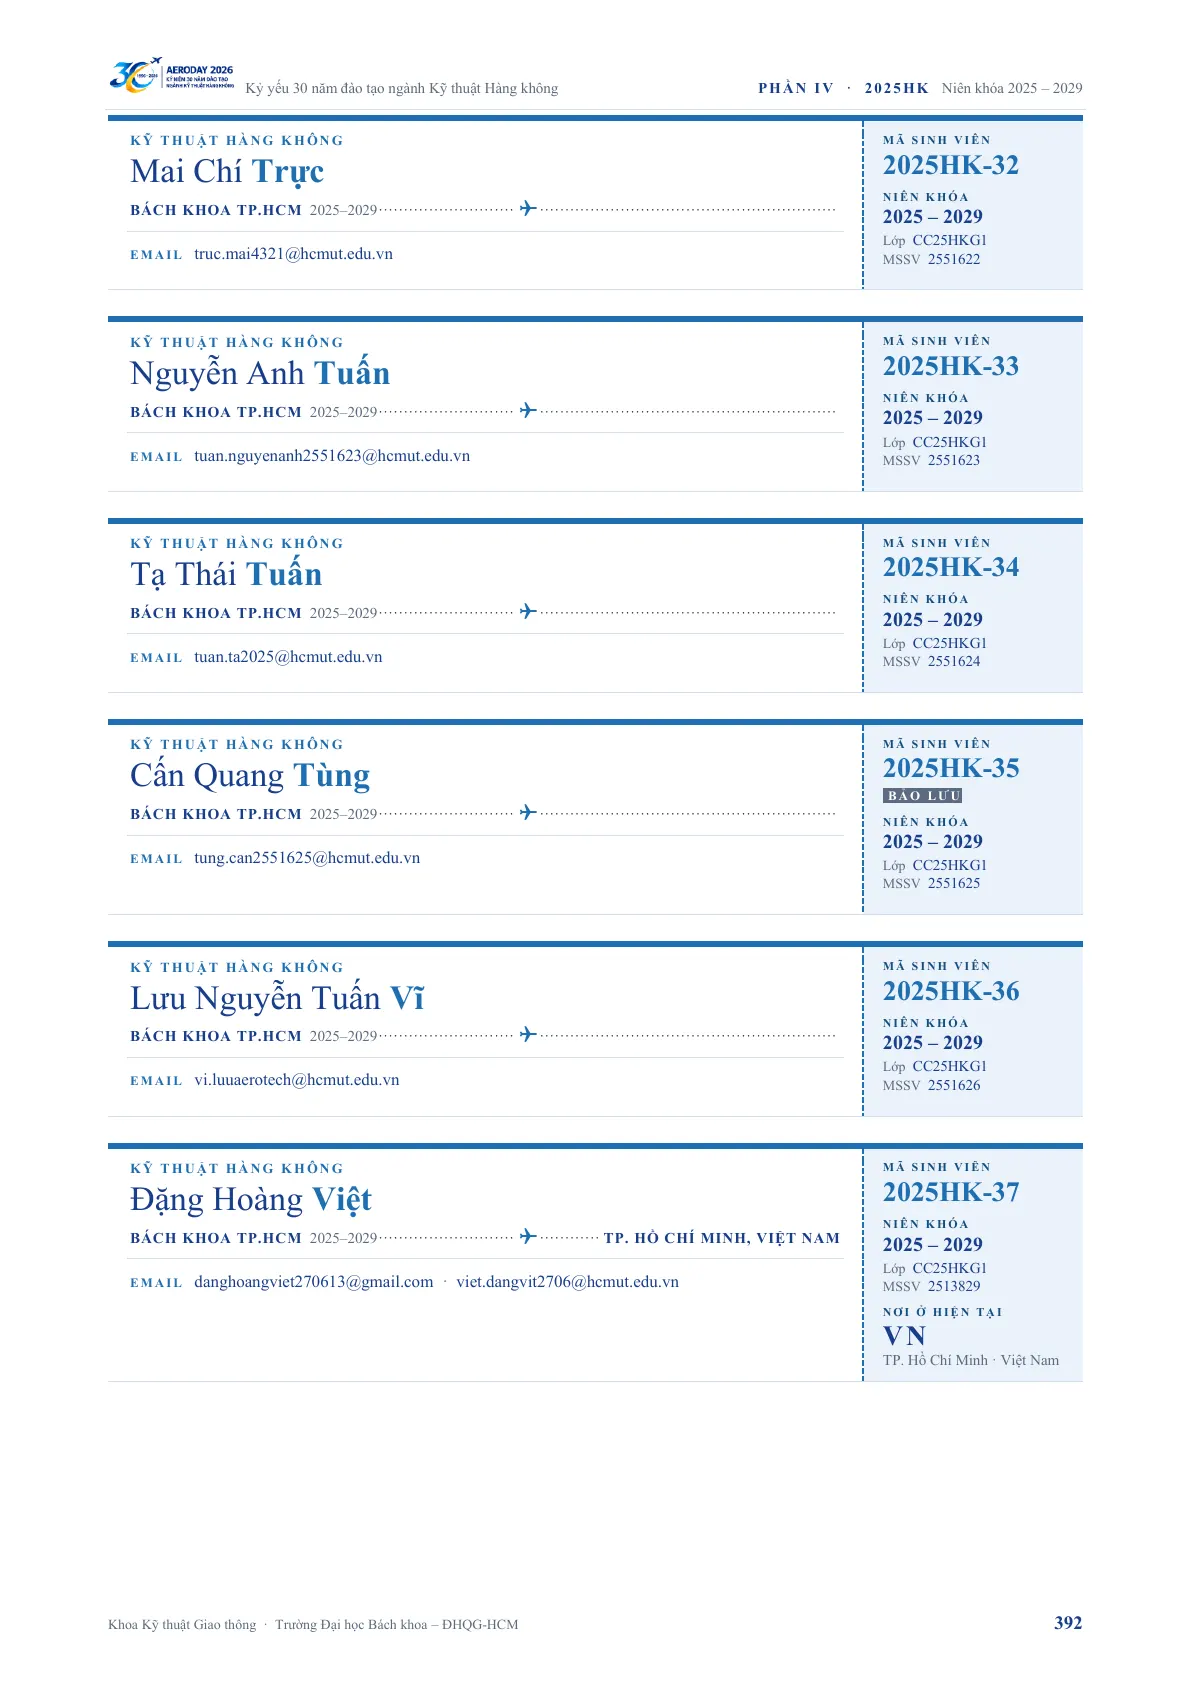 AERODAY 2026
1996 - 2026
KỶ NIỆM 30 NĂM ĐÀO TẠO
NGÀNH KỸ THUẬT HÀNG KHÔNG
Kỷ yếu 30 năm đào tạo ngành Kỹ thuật Hàng không
PHẦN IV · 2025HK Niên khóa 2025 – 2029
KỸ THUẬT HÀNG KHÔNG
Mai Chí Trực
BÁCH KHOA TP.HCM 2025–2029
EMAIL truc.mai4321@hcmut.edu.vn
MÃ SINH VIÊN
2025HK-32
NIÊN KHÓA
2025 – 2029
Lớp CC25HKG1
MSSV 2551622
KỸ THUẬT HÀNG KHÔNG
Nguyễn Anh Tuấn
BÁCH KHOA TP.HCM 2025–2029
EMAIL tuan.nguyenanh2551623@hcmut.edu.vn
MÃ SINH VIÊN
2025HK-33
NIÊN KHÓA
2025 – 2029
Lớp CC25HKG1
MSSV 2551623
KỸ THUẬT HÀNG KHÔNG
Tạ Thái Tuấn
BÁCH KHOA TP.HCM 2025–2029
EMAIL tuan.ta2025@hcmut.edu.vn
MÃ SINH VIÊN
2025HK-34
NIÊN KHÓA
2025 – 2029
Lớp CC25HKG1
MSSV 2551624
KỸ THUẬT HÀNG KHÔNG
Cấn Quang Tùng
BÁCH KHOA TP.HCM 2025–2029
EMAIL tung.can2551625@hcmut.edu.vn
MÃ SINH VIÊN
2025HK-35
BẢO LƯU
NIÊN KHÓA
2025 – 2029
Lớp CC25HKG1
MSSV 2551625
KỸ THUẬT HÀNG KHÔNG
Lưu Nguyễn Tuấn Vĩ
BÁCH KHOA TP.HCM 2025–2029
EMAIL vi.luuaerotech@hcmut.edu.vn
MÃ SINH VIÊN
2025HK-36
NIÊN KHÓA
2025 – 2029
Lớp CC25HKG1
MSSV 2551626
KỸ THUẬT HÀNG KHÔNG
Đặng Hoàng Việt
BÁCH KHOA TP.HCM 2025–2029 TP. HỒ CHÍ MINH, VIỆT NAM
EMAIL danghoangviet270613@gmail.com · viet.dangvit2706@hcmut.edu.vn
MÃ SINH VIÊN
2025HK-37
NIÊN KHÓA
2025 – 2029
Lớp CC25HKG1
MSSV 2513829
NƠI Ở HIỆN TẠI
VN
TP. Hồ Chí Minh · Việt Nam
Khoa Kỹ thuật Giao thông · Trường Đại học Bách khoa – ĐHQG-HCM
392